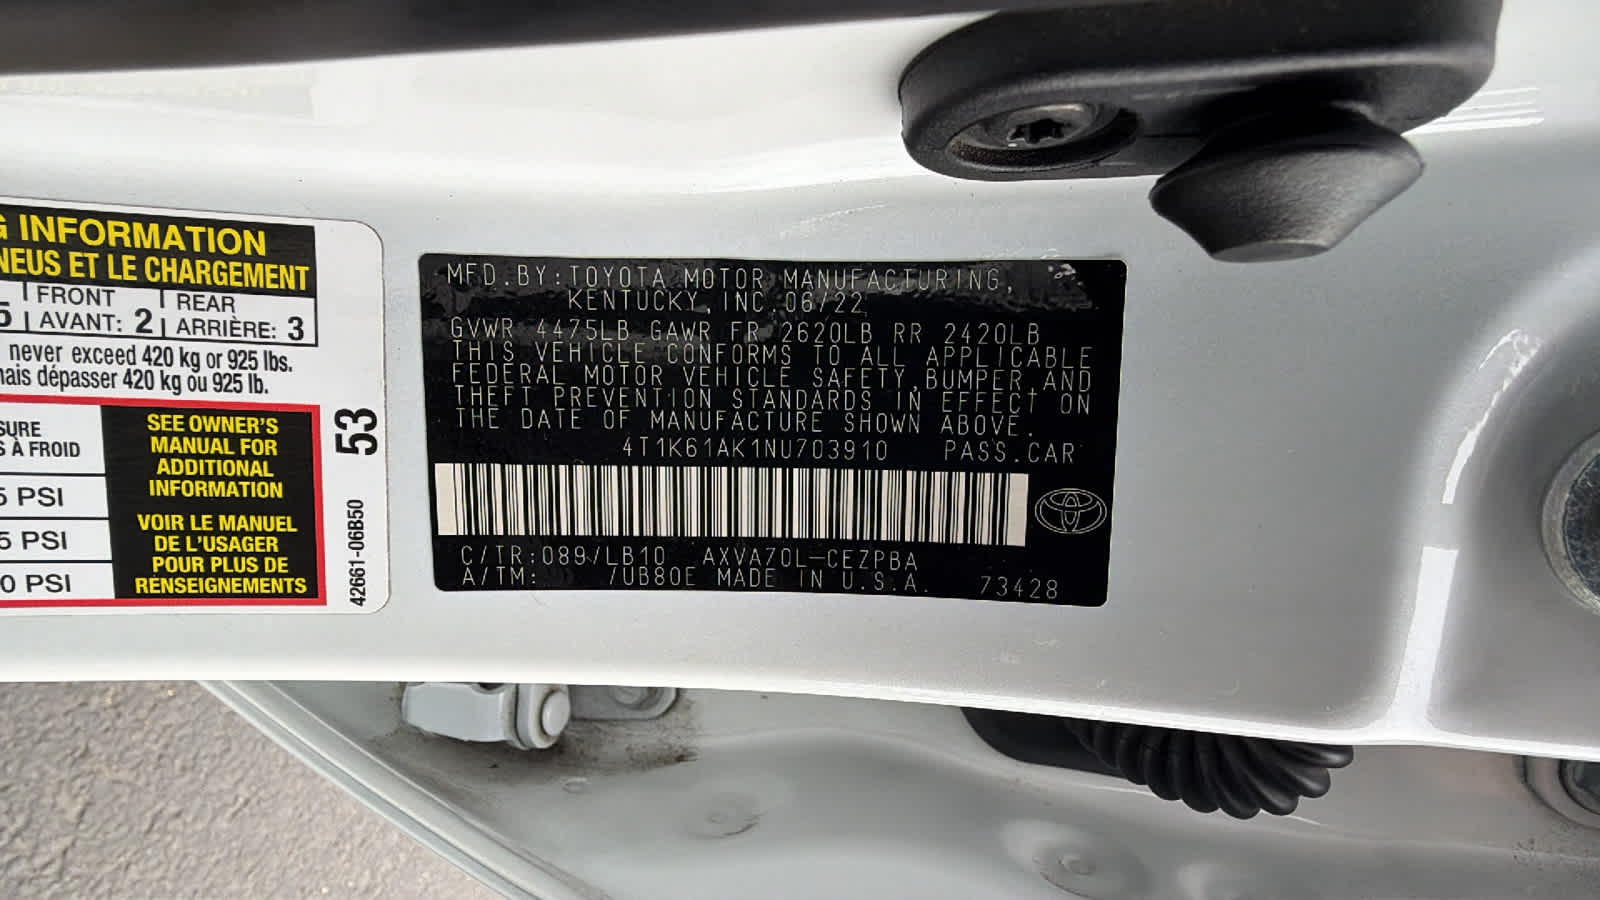 G INFORMATION
NEUS ET LE CHARGEMENT
5 FRONT AVANT: 2 REAR ARRIÈRE: 3
never exceed 420 kg or 925 lbs.
mais dépasser 420 kg ou 925 lb.
SURE
S À FROID
5 PSI
5 PSI
0 PSI
SEE OWNER'S
MANUAL FOR
ADDITIONAL
INFORMATION
VOIR LE MANUEL
DE L'USAGER
POUR PLUS DE
RENSEIGNEMENTS
53
42661-06B50
MFD. BY: TOYOTA MOTOR MANUFACTURING,
KENTUCKY, INC. 06/22
GVWR 4475LB GAWR FR 2620LB RR 2420LB
THIS VEHICLE CONFORMS TO ALL APPLICABLE
FEDERAL MOTOR VEHICLE SAFETY, BUMPER, AND
THEFT PREVENTION STANDARDS IN EFFECT ON
THE DATE OF MANUFACTURE SHOWN ABOVE.
4T1K61AK1NU703910 PASS. CAR
C/TR: 089/LB10 AXVA70L-CEZPBA
A/TM: /UB80E MADE IN U.S.A. 73428